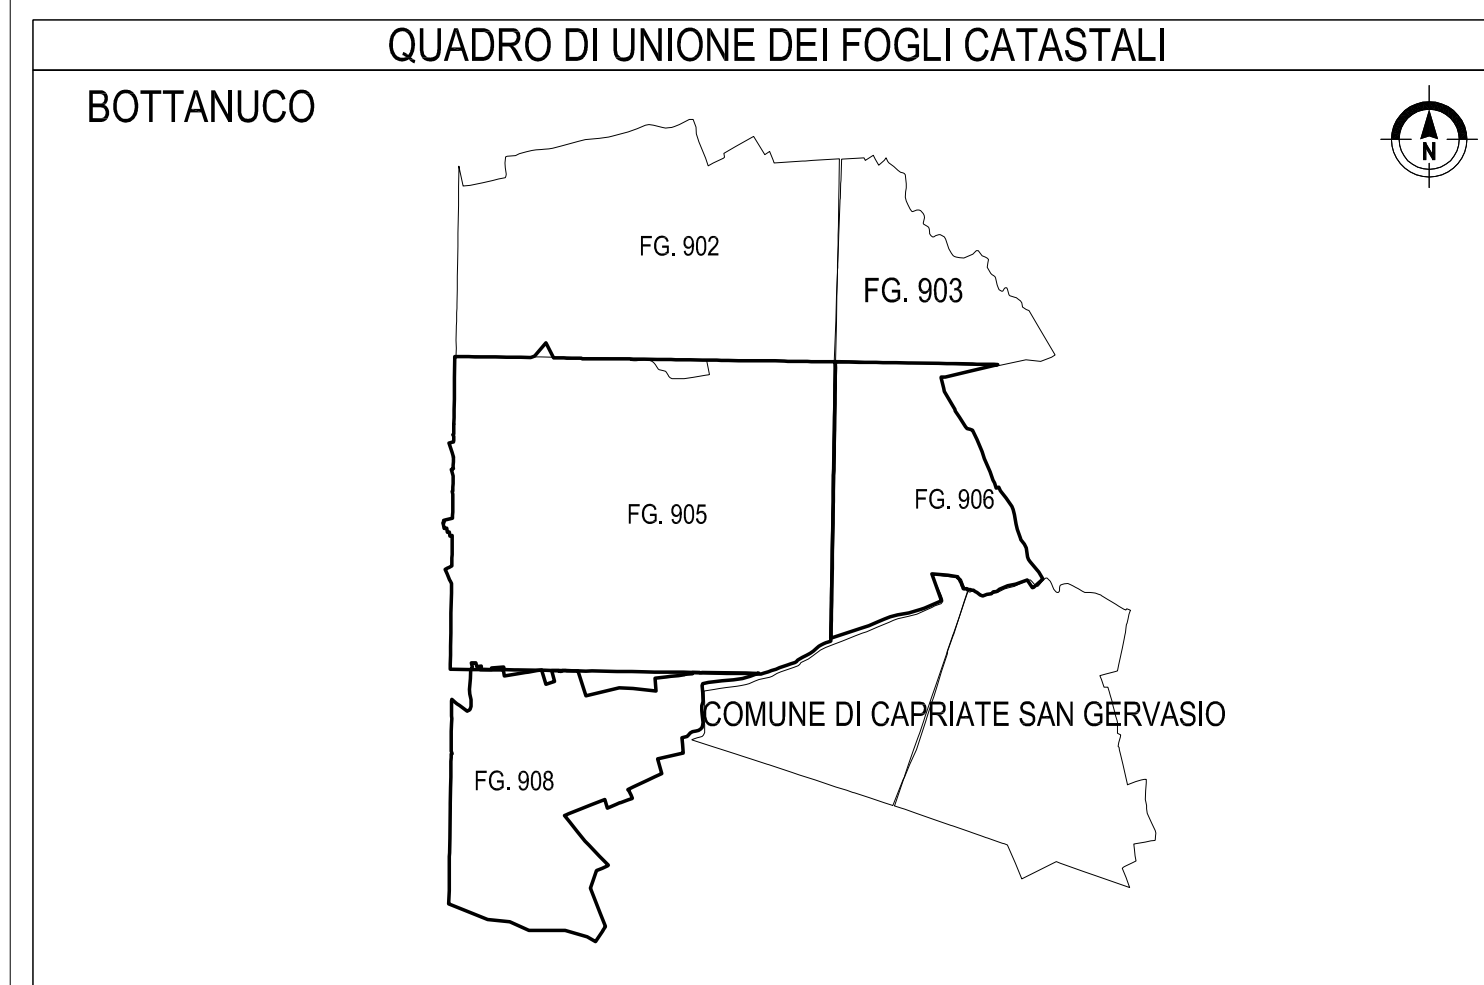 QUADRO DI UNIONE DEI FOGLI CATASTALI
BOTTANUCO
N
FG. 902
FG. 903
FG. 906
FG. 905
COMUNE DI CAPRIATE SAN GERVASIO
FG. 908